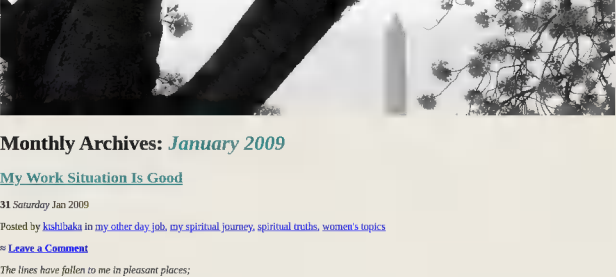 Monthly Archives: January 2009
My Work Situation Is Good
31 Saturday Jan 2009
Posted by ktshibaka in my other day job, my spiritual journey, spiritual truths, women's topics
≈ Leave a Comment
The lines have fallen to me in pleasant places;